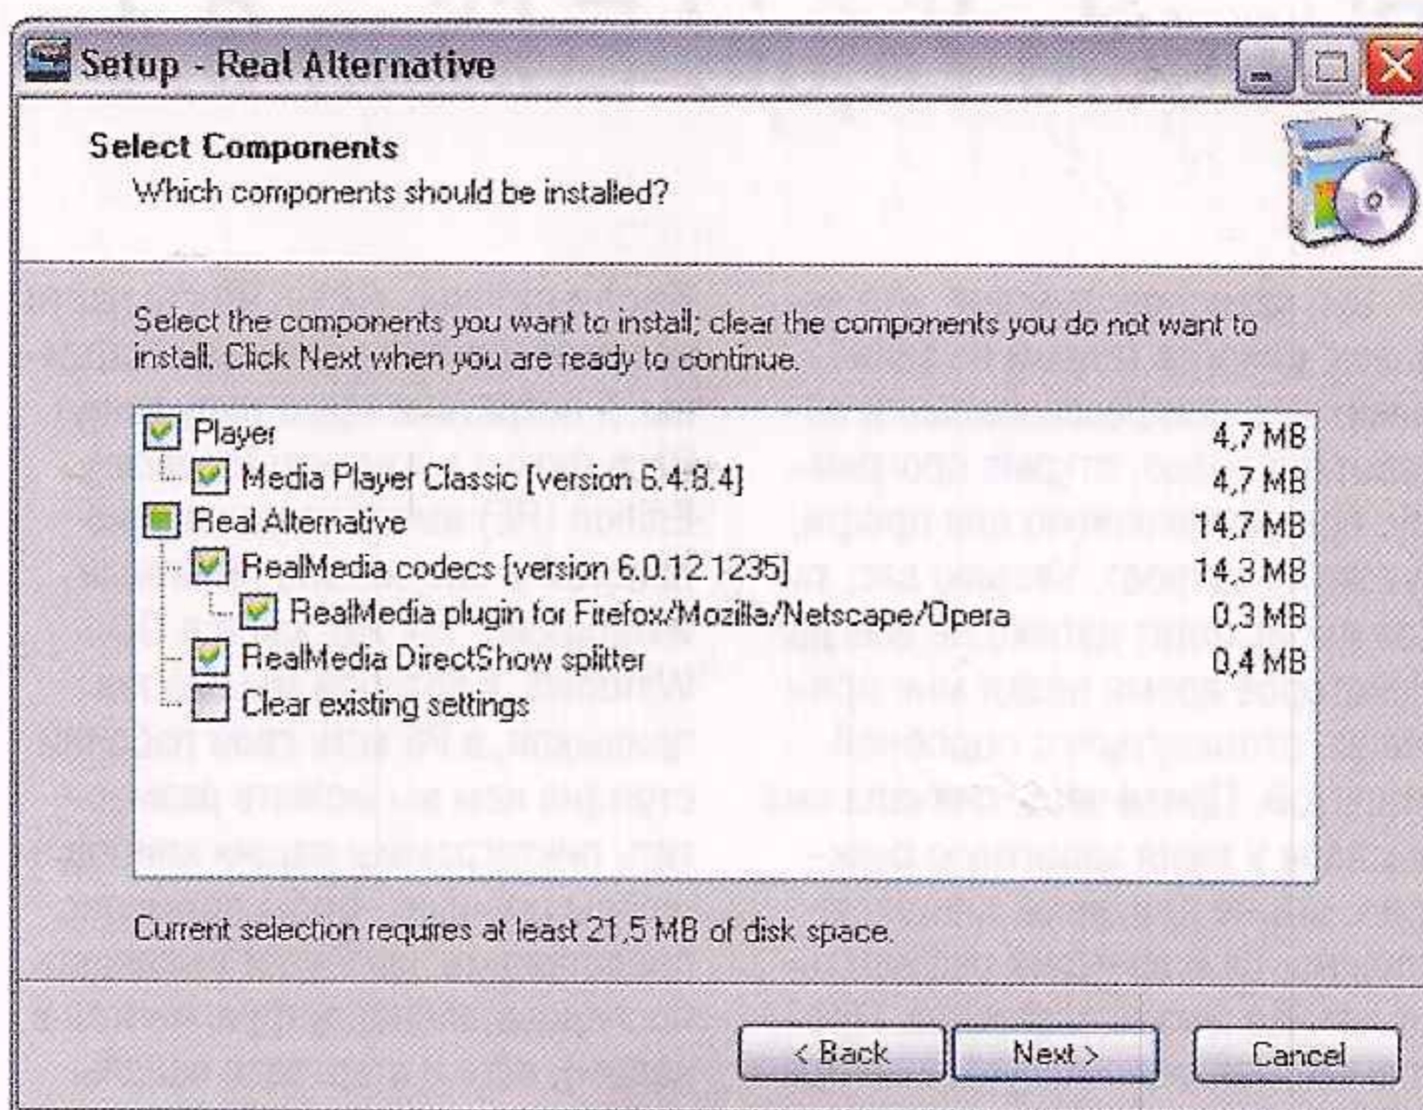 Setup - Real Alternative
Select Components
Which components should be installed?
Select the components you want to install; clear the components you do not want to
install. Click Next when you are ready to continue.
Player 4,7 MB
Media Player Classic [version 6.4.8.4] 4,7 MB
Real Alternative 14,7 MB
RealMedia codecs [version 6.0.12.1235] 14,3 MB
RealMedia plugin for Firefox/Mozilla/Netscape/Opera 0,3 MB
RealMedia DirectShow splitter 0,4 MB
Clear existing settings
Current selection requires at least 21,5 MB of disk space.
< Back Next > Cancel